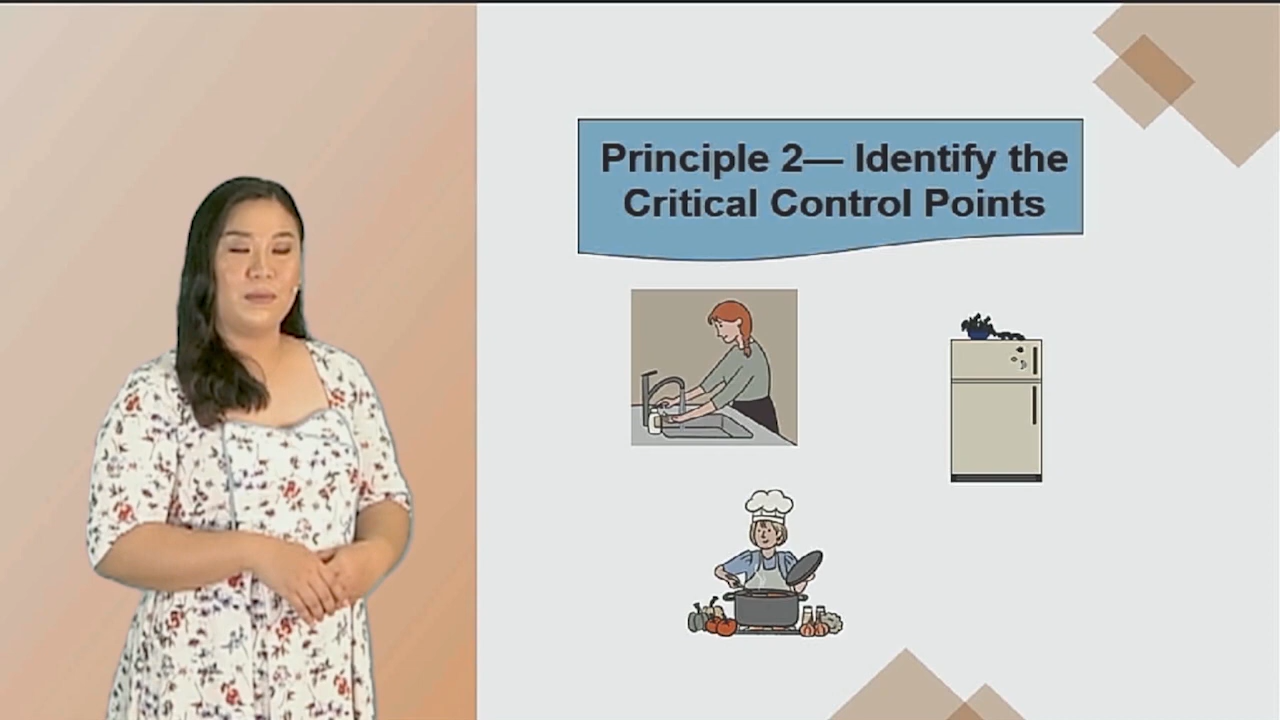 Principle 2— Identify the
Critical Control Points